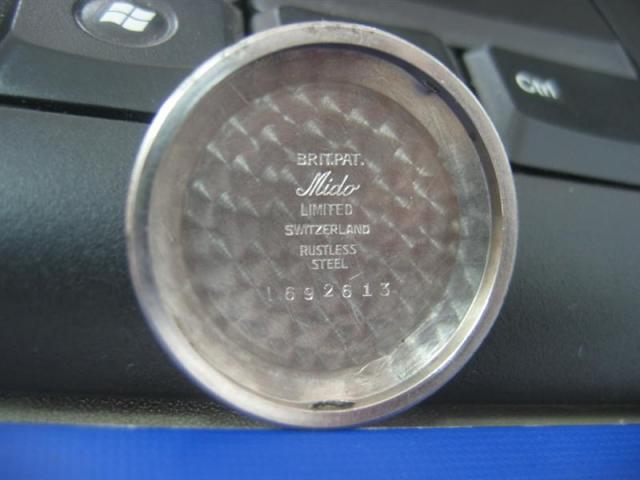 Ctrl
BRIT.PAT.
Mido
LIMITED
SWITZERLAND
RUSTLESS
STEEL
1692613